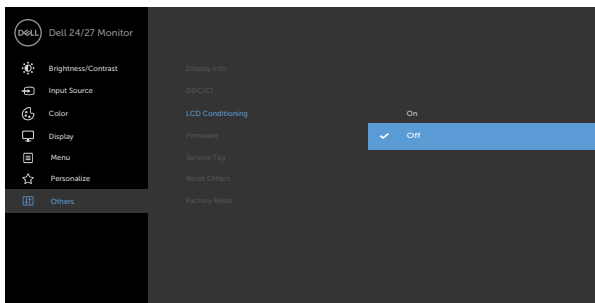 DELL
Dell 24/27 Monitor
Brightness/Contrast
Input Source
Color
Display
Menu
Personalize
Others
Display Info
DDC/CI
LCD Conditioning
Firmware
Service Tag
Reset Others
Factory Reset
On
Off